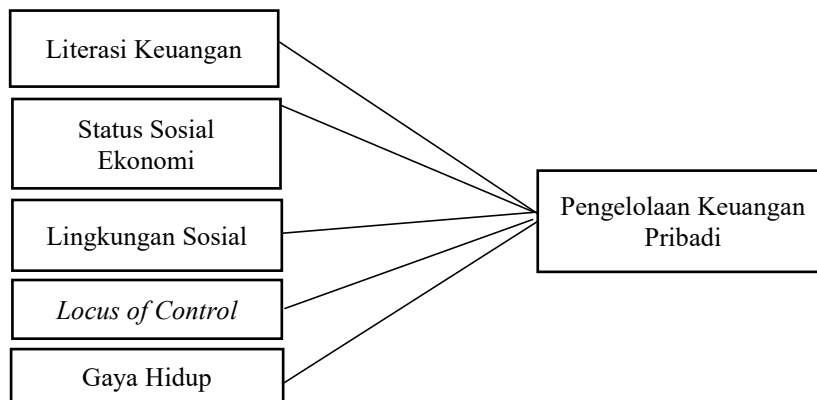 Literasi Keuangan
Status Sosial
Ekonomi
Lingkungan Sosial
Locus of Control
Gaya Hidup
Pengelolaan Keuangan
Pribadi